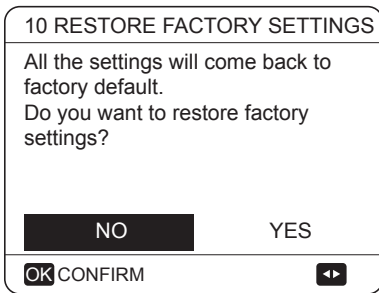 10 RESTORE FACTORY SETTINGS
All the settings will come back to
factory default.
Do you want to restore factory
settings?
NO YES
OK CONFIRM